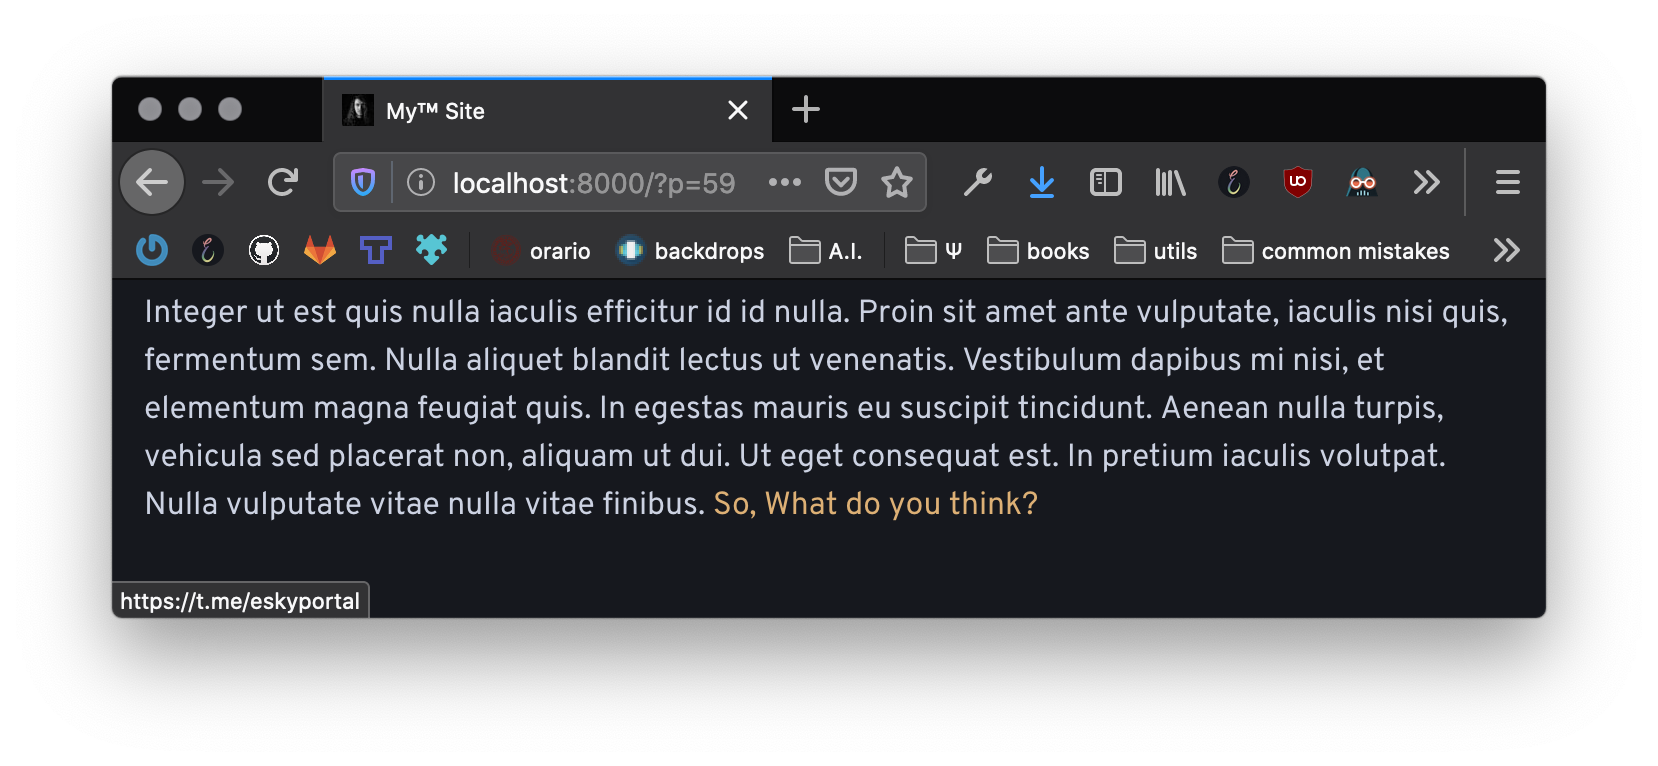 My™ Site
localhost:8000/?p=59
orario backdrops A.I. Ψ books utils common mistakes
Integer ut est quis nulla iaculis efficitur id id nulla. Proin sit amet ante vulputate, iaculis nisi quis,
fermentum sem. Nulla aliquet blandit lectus ut venenatis. Vestibulum dapibus mi nisi, et
elementum magna feugiat quis. In egestas mauris eu suscipit tincidunt. Aenean nulla turpis,
vehicula sed placerat non, aliquam ut dui. Ut eget consequat est. In pretium iaculis volutpat.
Nulla vulputate vitae nulla vitae finibus. So, What do you think?
https://t.me/eskyportal